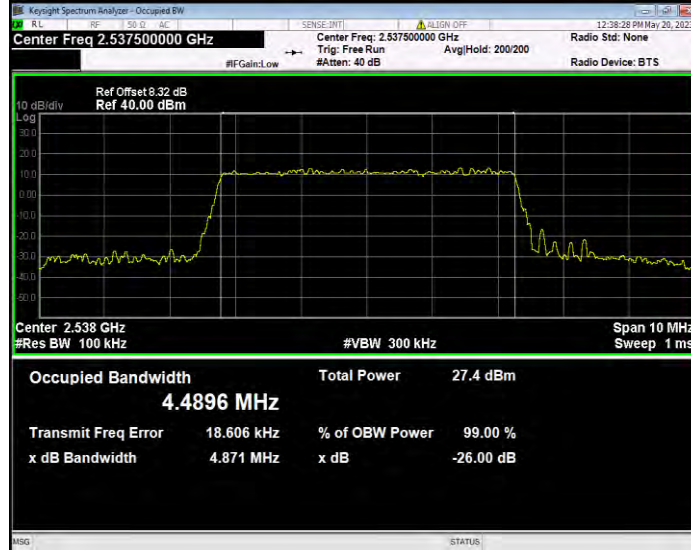 Keysight Spectrum Analyzer - Occupied BW
RL RF 50 Ω AC SENSE:INT ALIGN OFF 12:38:28 PM May 20, 202
Center Freq 2.537500000 GHz
Center Freq: 2.537500000 GHz
Radio Std: None
Trig: Free Run Avg|Hold: 200/200
#IFGain:Low #Atten: 40 dB Radio Device: BTS
Ref Offset 8.32 dB
10 dB/div Ref 40.00 dBm
Log
30.0
20.0
10.0
0.00
-10.0
-20.0
-30.0
-40.0
-50.0
Center 2.538 GHz Span 10 MHz
#Res BW 100 kHz #VBW 300 kHz Sweep 1 ms
Occupied Bandwidth Total Power 27.4 dBm
4.4896 MHz
Transmit Freq Error 18.606 kHz % of OBW Power 99.00 %
x dB Bandwidth 4.871 MHz x dB -26.00 dB
MSG STATUS